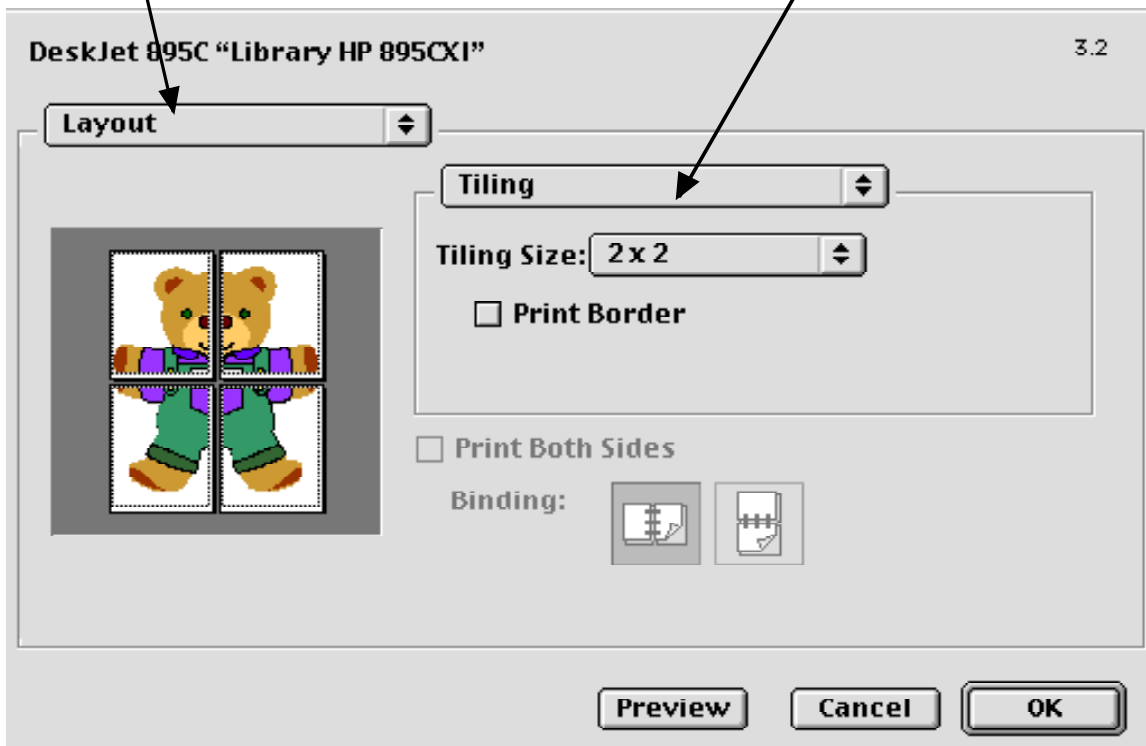 DeskJet 895C “Library HP 895CXI”
3.2
Layout
Tiling
Tiling Size: 2 x 2
Print Border
Print Both Sides
Binding:
Preview
Cancel
OK